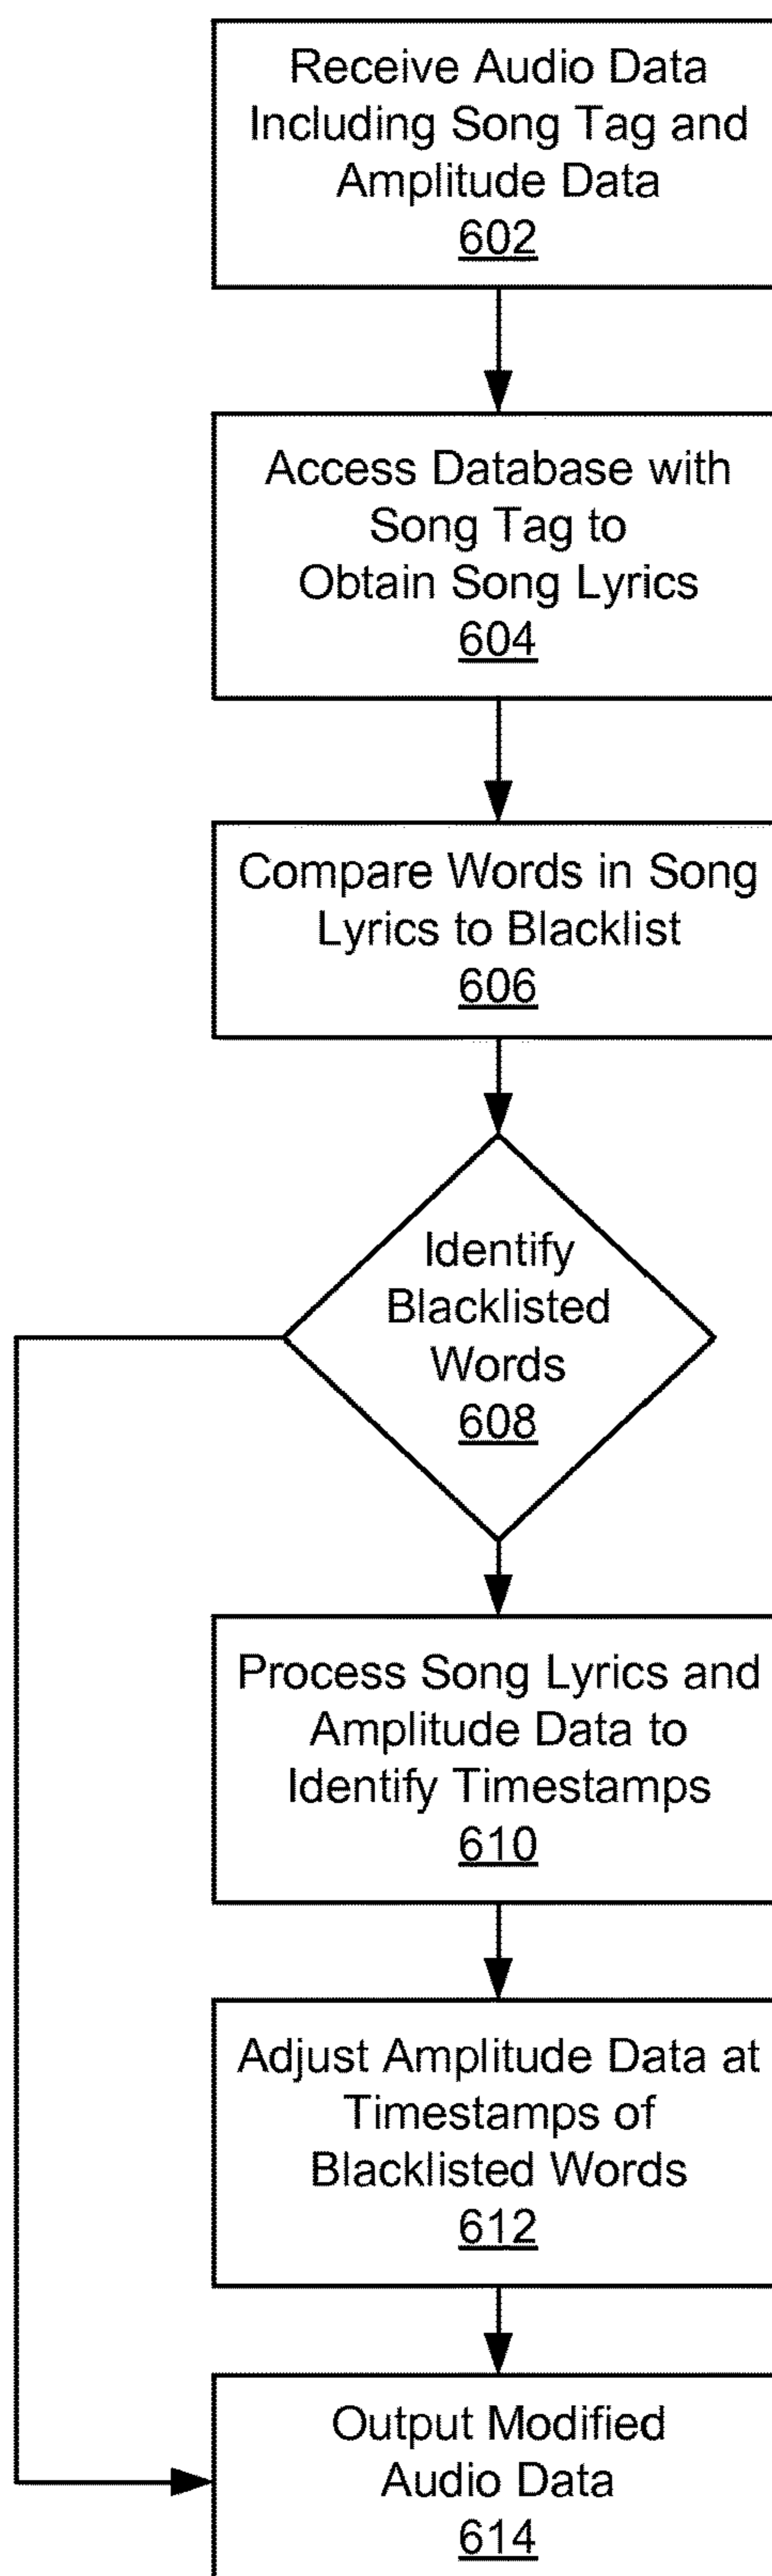 Receive Audio Data
Including Song Tag and
Amplitude Data
602
Access Database with
Song Tag to
Obtain Song Lyrics
604
Compare Words in Song
Lyrics to Blacklist
606
Identify
Blacklisted
Words
608
Process Song Lyrics and
Amplitude Data to
Identify Timestamps
610
Adjust Amplitude Data at
Timestamps of
Blacklisted Words
612
Output Modified
Audio Data
614